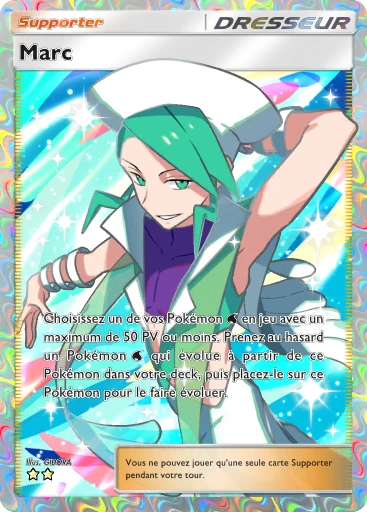 Supporter
DRESSEUR
Marc
Choisissez un de vos Pokémon en jeu avec un
maximum de 50 PV ou moins. Prenez au hasard
un Pokémon qui évolue à partir de ce
Pokémon dans votre deck, puis placez-le sur ce
Pokémon pour le faire évoluer.
Illus. GIDORA
Vous ne pouvez jouer qu'une seule carte Supporter
pendant votre tour.